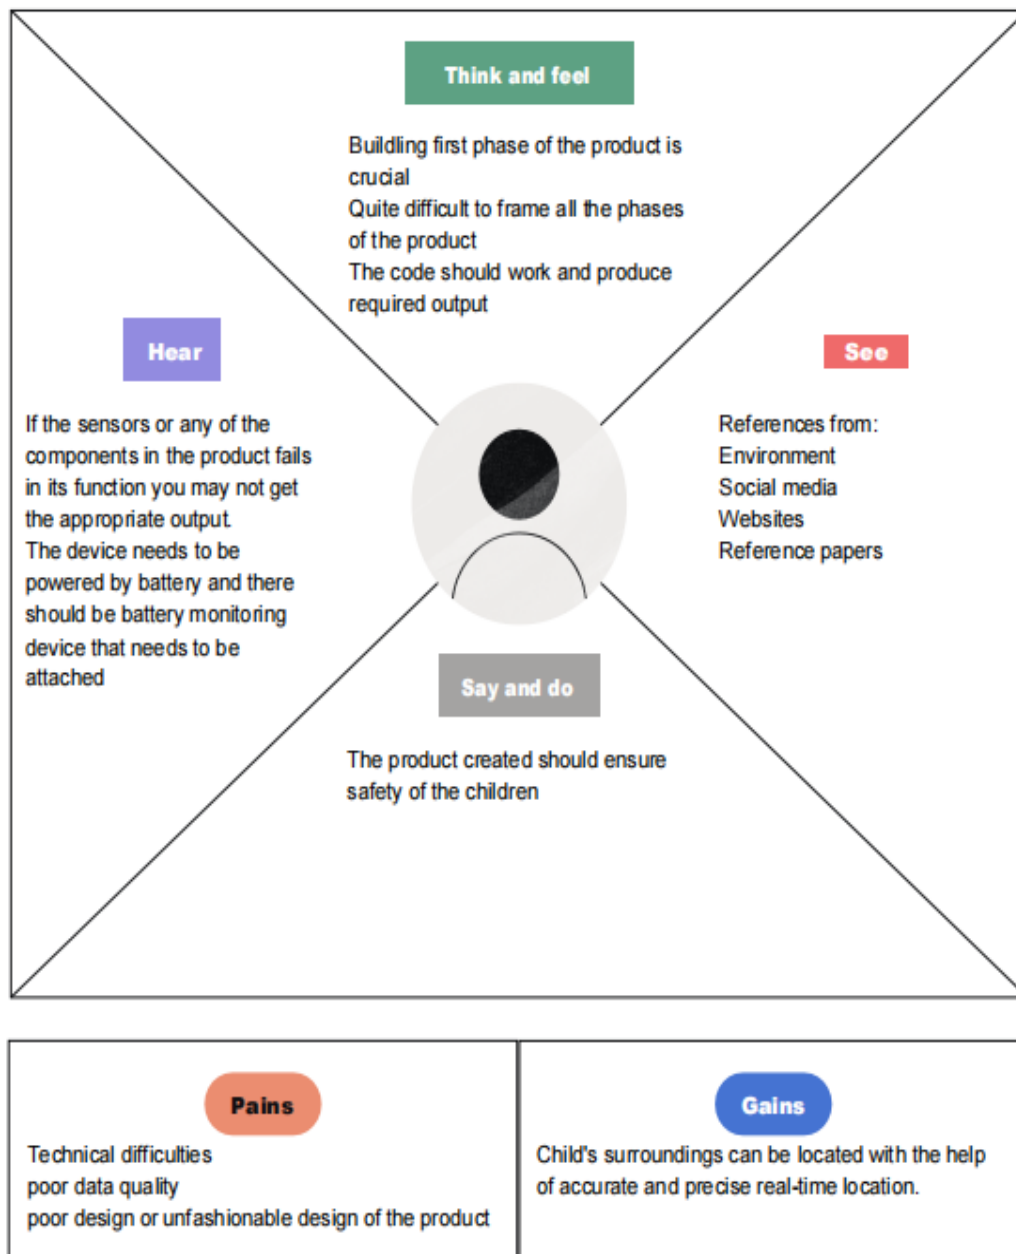 Think and feel
Buildling first phase of the product is
crucial
Quite difficult to frame all the phases
of the product
The code should work and produce
required output
Hear
If the sensors or any of the
components in the product fails
in its function you may not get
the appropriate output.
The device needs to be
powered by battery and there
should be battery monitoring
device that needs to be
attached
See
References from:
Environment
Social media
Websites
Reference papers
Say and do
The product created should ensure
safety of the children
Pains
Technical difficulties
poor data quality
poor design or unfashionable design of the product
Gains
Child's surroundings can be located with the help
of accurate and precise real-time location.